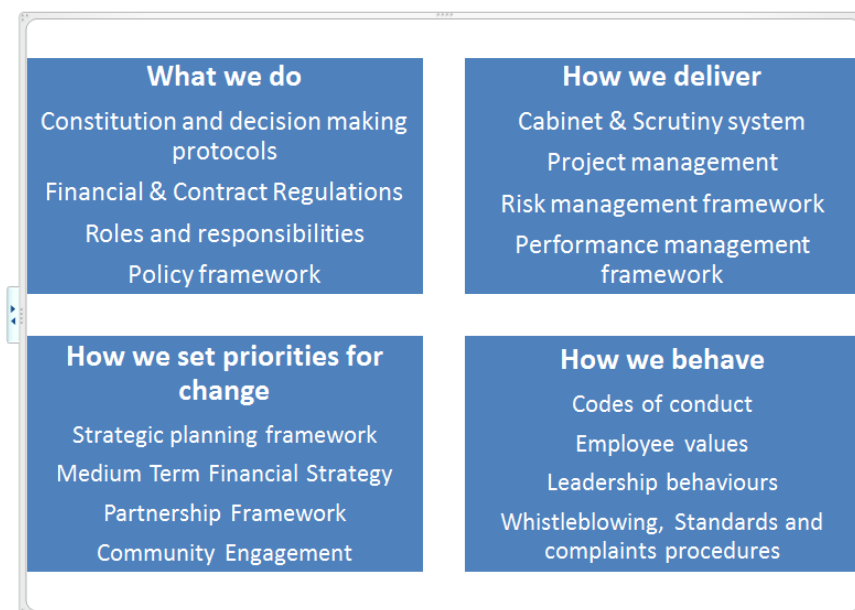 What we do
Constitution and decision making
protocols
Financial & Contract Regulations
Roles and responsibilities
Policy framework
How we deliver
Cabinet & Scrutiny system
Project management
Risk management framework
Performance management
framework
How we set priorities for
change
Strategic planning framework
Medium Term Financial Strategy
Partnership Framework
Community Engagement
How we behave
Codes of conduct
Employee values
Leadership behaviours
Whistleblowing, Standards and
complaints procedures